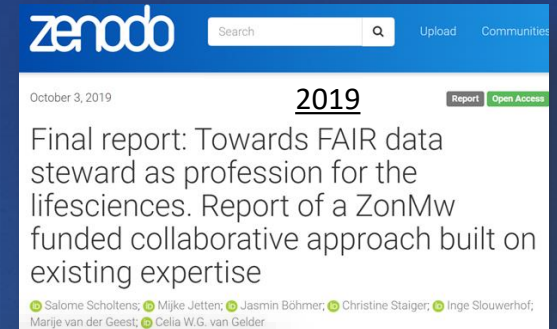 zenodo Search Upload Communities
October 3, 2019 2019 Report Open Access
Final report: Towards FAIR data
steward as profession for the
lifesciences. Report of a ZonMw
funded collaborative approach built on
existing expertise
Salome Scholtens; Mijke Jetten; Jasmin Böhmer; Christine Staiger; Inge Slouwerhof;
Marije van der Geest; Celia W.G. van Gelder